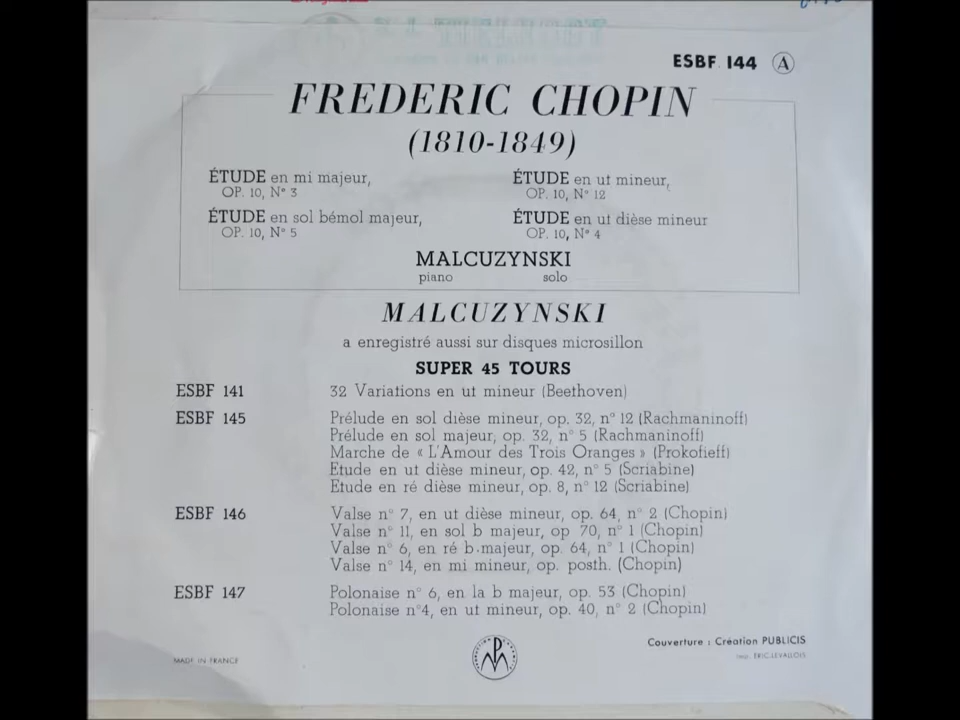 ESBF 144 A
FREDERIC CHOPIN
(1810-1849)
ÉTUDE en mi majeur,
OP. 10, N° 3
ÉTUDE en ut mineur,
OP. 10, N° 12
ÉTUDE en sol bémol majeur,
OP. 10, N° 5
ÉTUDE en ut dièse mineur
OP. 10, N° 4
MALCUZYNSKI
piano solo
MALCUZYNSKI
a enregistré aussi sur disques microsillon
SUPER 45 TOURS
ESBF 141 32 Variations en ut mineur (Beethoven)
ESBF 145 Prélude en sol dièse mineur, op. 32, n° 12 (Rachmaninoff)
Prélude en sol majeur, op. 32, n° 5 (Rachmaninoff)
Marche de « L'Amour des Trois Oranges » (Prokofieff)
Etude en ut dièse mineur, op. 42, n° 5 (Scriabine)
Etude en ré dièse mineur, op. 8, n° 12 (Scriabine)
ESBF 146 Valse n° 7, en ut dièse mineur, op. 64, n° 2 (Chopin)
Valse n° 11, en sol b majeur, op 70, n° 1 (Chopin)
Valse n° 6, en ré b.majeur, op. 64, n° 1 (Chopin)
Valse n° 14, en mi mineur, op. posth. (Chopin)
ESBF 147 Polonaise n° 6, en la b majeur, op. 53 (Chopin)
Polonaise n°4, en ut mineur, op. 40, n° 2 (Chopin)
Couverture : Création PUBLICIS
MADE IN FRANCE
Imp. ERIC.LEVALLOIS